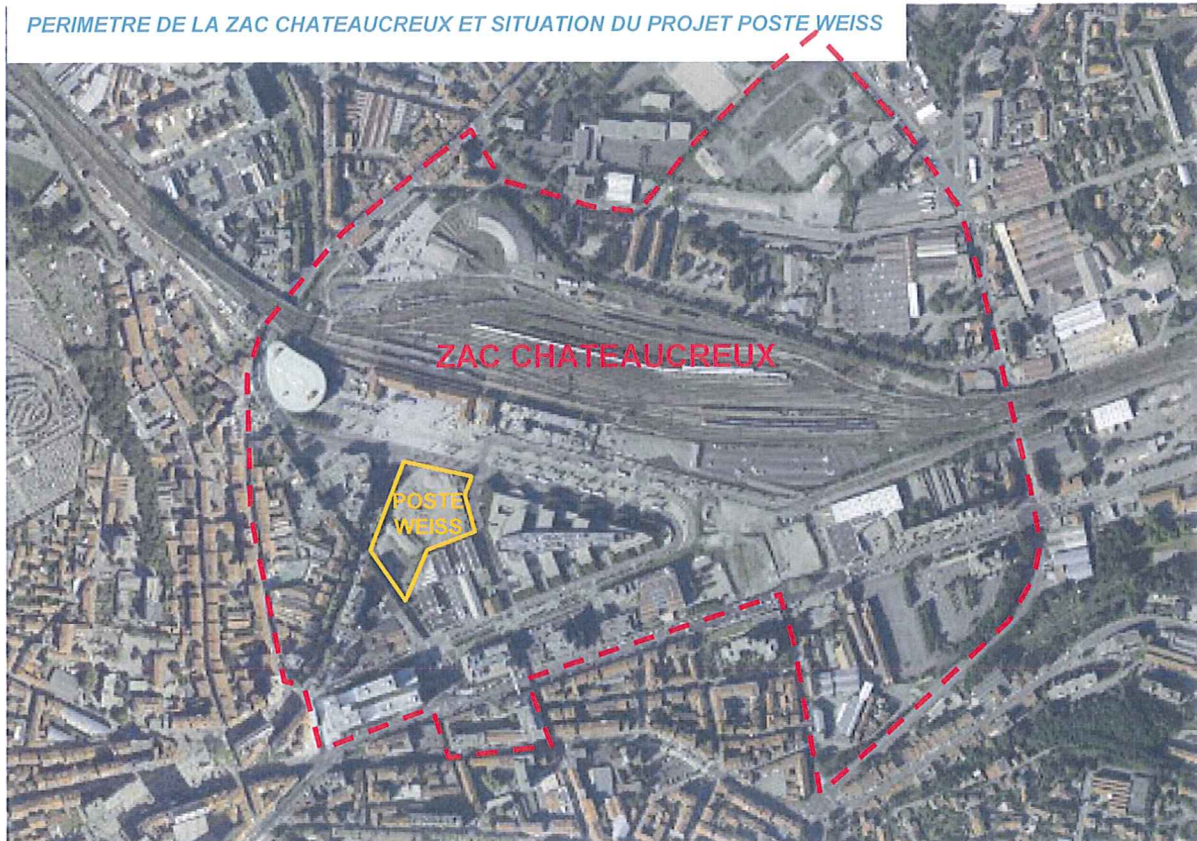 PERIMETRE DE LA ZAC CHATEAUCREUX ET SITUATION DU PROJET POSTE WEISS
ZAC CHATEAUCREUX
POSTE
WEISS